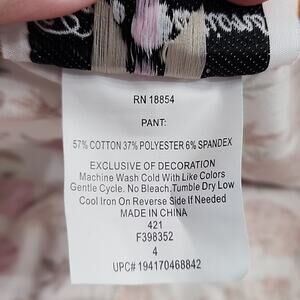 RN 18854
PANT:
57% COTTON 37% POLYESTER 6% SPANDEX
EXCLUSIVE OF DECORATION
Machine Wash Cold With Like Colors
Gentle Cycle. No Bleach.Tumble Dry Low
Cool Iron On Reverse Side If Needed
MADE IN CHINA
421
F398352
4
UPC# 194170468842